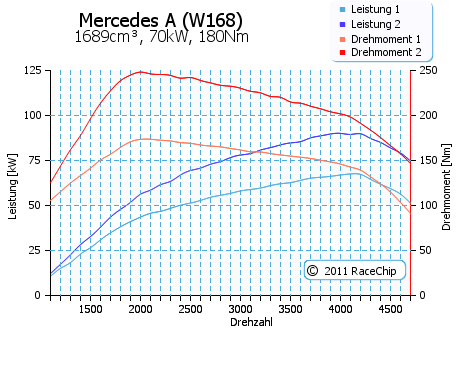 Mercedes A (W168)
1689cm³, 70kW, 180Nm
Leistung 1
Leistung 2
Drehmoment 1
Drehmoment 2
125
100
75
50
25
0
Leistung [kW]
250
200
150
100
50
0
Drehmoment [Nm]
© 2011 RaceChip
1500 2000 2500 3000 3500 4000 4500
Drehzahl